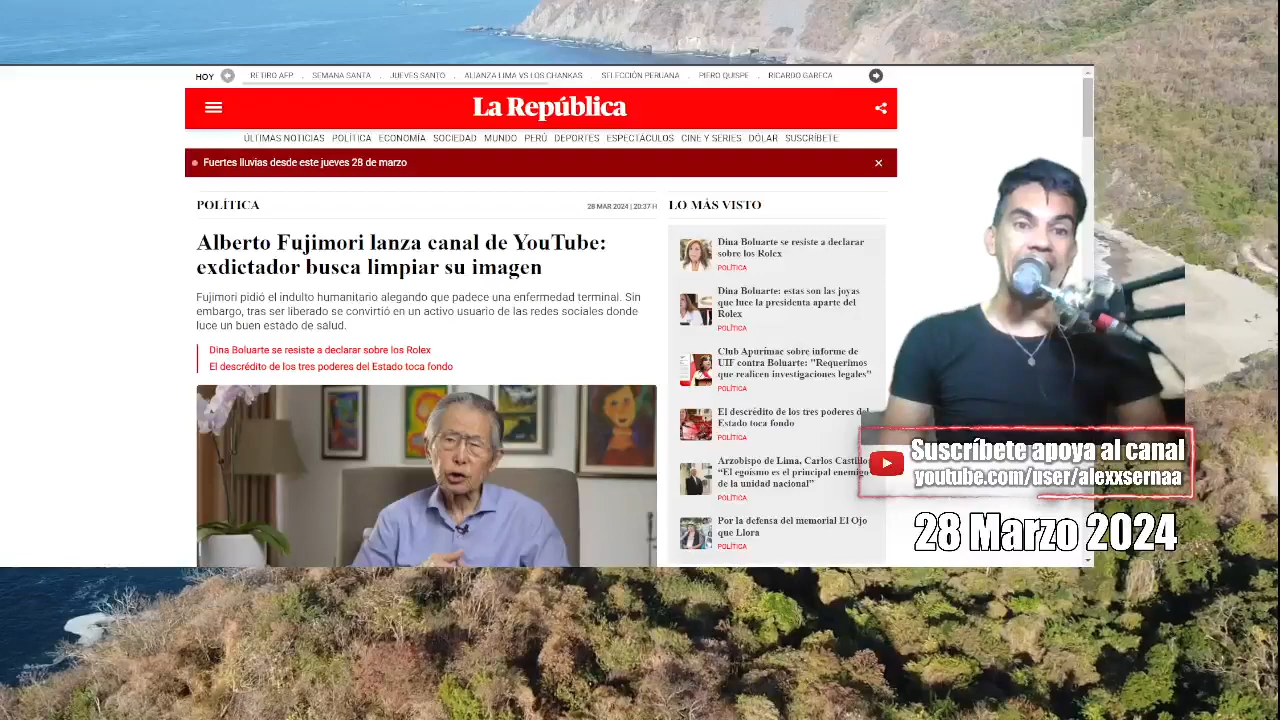 HOY
RETIRO AFP . SEMANA SANTA . JUEVES SANTO . ALIANZA LIMA VS LOS CHANKAS . SELECCIÓN PERUANA . PIERO QUISPE . RICARDO GARECA
La República
ÚLTIMAS NOTICIAS POLÍTICA ECONOMÍA SOCIEDAD MUNDO PERÚ DEPORTES ESPECTÁCULOS CINE Y SERIES DÓLAR SUSCRÍBETE
Fuertes lluvias desde este jueves 28 de marzo
POLÍTICA
28 MAR 2024 | 20:37 H
Alberto Fujimori lanza canal de YouTube:
exdictador busca limpiar su imagen
Fujimori pidió el indulto humanitario alegando que padece una enfermedad terminal. Sin
embargo, tras ser liberado se convirtió en un activo usuario de las redes sociales donde
luce un buen estado de salud.
Dina Boluarte se resiste a declarar sobre los Rolex
El descrédito de los tres poderes del Estado toca fondo
LO MÁS VISTO
Dina Boluarte se resiste a declarar
sobre los Rolex
POLÍTICA
Dina Boluarte: estas son las joyas
que luce la presidenta aparte del
Rolex
POLÍTICA
Club Apurímac sobre informe de
UIF contra Boluarte: "Requerimos
que realicen investigaciones legales"
POLÍTICA
El descrédito de los tres poderes del
Estado toca fondo
POLÍTICA
Arzobispo de Lima, Carlos Castillo:
“El egoísmo es el principal enemigo
de la unidad nacional”
POLÍTICA
Por la defensa del memorial El Ojo
que Llora
POLÍTICA
Suscríbete apoya al canal
youtube.com/user/alexxsernaa
28 Marzo 2024